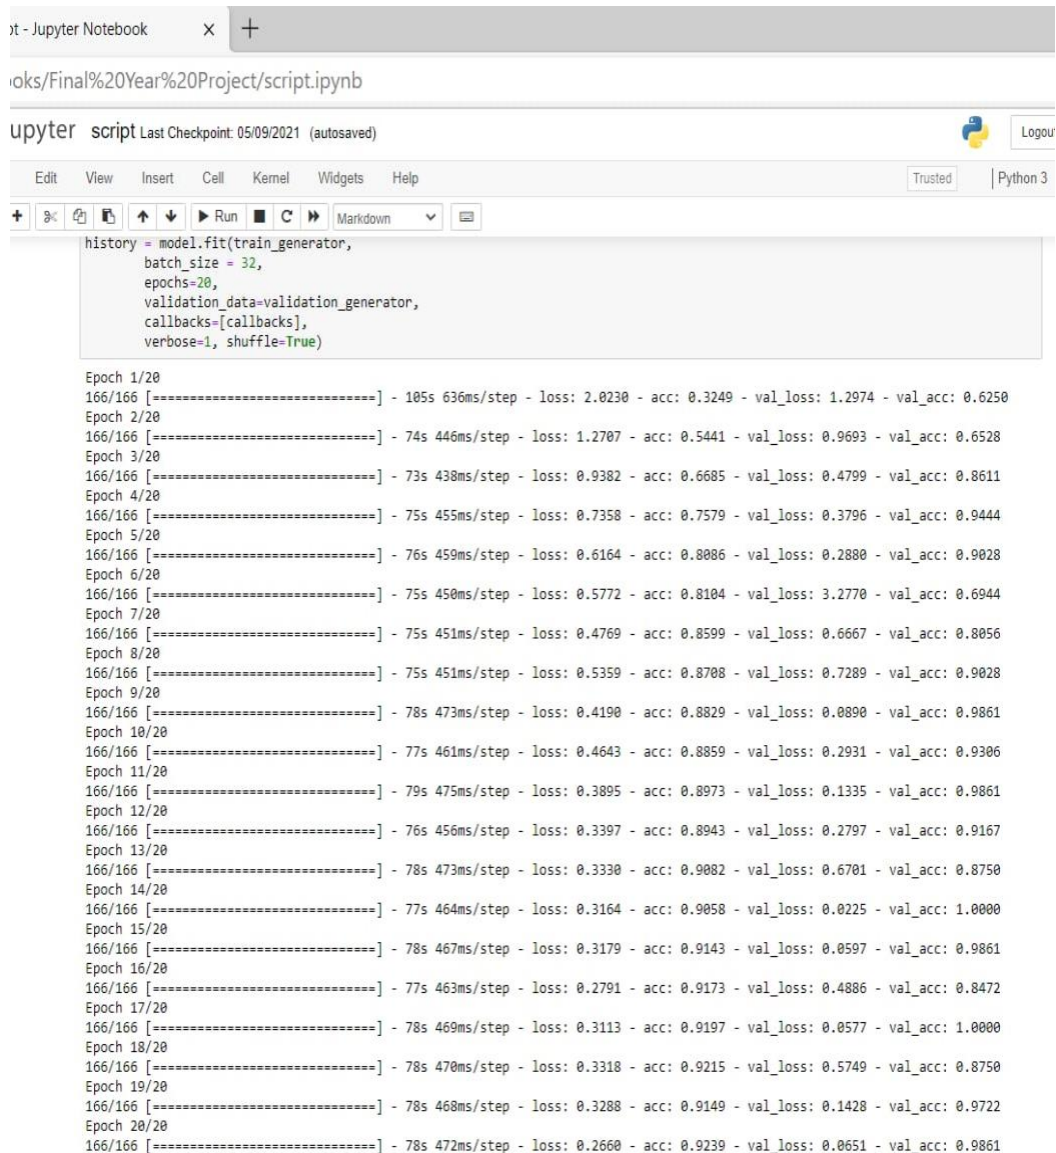 ot - Jupyter Notebook × +
oks/Final%20Year%20Project/script.ipynb
upyter script Last Checkpoint: 05/09/2021 (autosaved) Logout
Edit View Insert Cell Kernel Widgets Help Trusted | Python 3
Run Markdown
history = model.fit(train_generator,
batch_size = 32,
epochs=20,
validation_data=validation_generator,
callbacks=[callbacks],
verbose=1, shuffle=True)
Epoch 1/20
166/166 [==============================] - 105s 636ms/step - loss: 2.0230 - acc: 0.3249 - val_loss: 1.2974 - val_acc: 0.6250
Epoch 2/20
166/166 [==============================] - 74s 446ms/step - loss: 1.2707 - acc: 0.5441 - val_loss: 0.9693 - val_acc: 0.6528
Epoch 3/20
166/166 [==============================] - 73s 438ms/step - loss: 0.9382 - acc: 0.6685 - val_loss: 0.4799 - val_acc: 0.8611
Epoch 4/20
166/166 [==============================] - 75s 455ms/step - loss: 0.7358 - acc: 0.7579 - val_loss: 0.3796 - val_acc: 0.9444
Epoch 5/20
166/166 [==============================] - 76s 459ms/step - loss: 0.6164 - acc: 0.8086 - val_loss: 0.2880 - val_acc: 0.9028
Epoch 6/20
166/166 [==============================] - 75s 450ms/step - loss: 0.5772 - acc: 0.8104 - val_loss: 3.2770 - val_acc: 0.6944
Epoch 7/20
166/166 [==============================] - 75s 451ms/step - loss: 0.4769 - acc: 0.8599 - val_loss: 0.6667 - val_acc: 0.8056
Epoch 8/20
166/166 [==============================] - 75s 451ms/step - loss: 0.5359 - acc: 0.8708 - val_loss: 0.7289 - val_acc: 0.9028
Epoch 9/20
166/166 [==============================] - 78s 473ms/step - loss: 0.4190 - acc: 0.8829 - val_loss: 0.0890 - val_acc: 0.9861
Epoch 10/20
166/166 [==============================] - 77s 461ms/step - loss: 0.4643 - acc: 0.8859 - val_loss: 0.2931 - val_acc: 0.9306
Epoch 11/20
166/166 [==============================] - 79s 475ms/step - loss: 0.3895 - acc: 0.8973 - val_loss: 0.1335 - val_acc: 0.9861
Epoch 12/20
166/166 [==============================] - 76s 456ms/step - loss: 0.3397 - acc: 0.8943 - val_loss: 0.2797 - val_acc: 0.9167
Epoch 13/20
166/166 [==============================] - 78s 473ms/step - loss: 0.3330 - acc: 0.9082 - val_loss: 0.6701 - val_acc: 0.8750
Epoch 14/20
166/166 [==============================] - 77s 464ms/step - loss: 0.3164 - acc: 0.9058 - val_loss: 0.0225 - val_acc: 1.0000
Epoch 15/20
166/166 [==============================] - 78s 467ms/step - loss: 0.3179 - acc: 0.9143 - val_loss: 0.0597 - val_acc: 0.9861
Epoch 16/20
166/166 [==============================] - 77s 463ms/step - loss: 0.2791 - acc: 0.9173 - val_loss: 0.4886 - val_acc: 0.8472
Epoch 17/20
166/166 [==============================] - 78s 469ms/step - loss: 0.3113 - acc: 0.9197 - val_loss: 0.0577 - val_acc: 1.0000
Epoch 18/20
166/166 [==============================] - 78s 470ms/step - loss: 0.3318 - acc: 0.9215 - val_loss: 0.5749 - val_acc: 0.8750
Epoch 19/20
166/166 [==============================] - 78s 468ms/step - loss: 0.3288 - acc: 0.9149 - val_loss: 0.1428 - val_acc: 0.9722
Epoch 20/20
166/166 [==============================] - 78s 472ms/step - loss: 0.2660 - acc: 0.9239 - val_loss: 0.0651 - val_acc: 0.9861